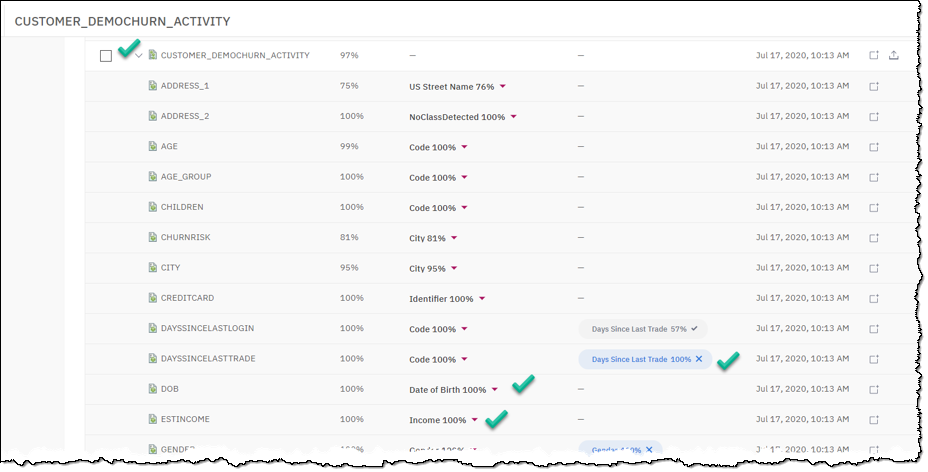 CUSTOMER_DEMOCHURN_ACTIVITY
CUSTOMER_DEMOCHURN_ACTIVITY 97% — — Jul 17, 2020, 10:13 AM
ADDRESS_1 75% US Street Name 76% — Jul 17, 2020, 10:13 AM
ADDRESS_2 100% NoClassDetected 100% — Jul 17, 2020, 10:13 AM
AGE 99% Code 100% — Jul 17, 2020, 10:13 AM
AGE_GROUP 100% Code 100% — Jul 17, 2020, 10:13 AM
CHILDREN 100% Code 100% — Jul 17, 2020, 10:13 AM
CHURNRISK 81% City 81% — Jul 17, 2020, 10:13 AM
CITY 95% City 95% — Jul 17, 2020, 10:13 AM
CREDITCARD 100% Identifier 100% — Jul 17, 2020, 10:13 AM
DAYSSINCELASTLOGIN 100% Code 100% Days Since Last Trade 57% Jul 17, 2020, 10:13 AM
DAYSSINCELASTTRADE 100% Code 100% Days Since Last Trade 100% Jul 17, 2020, 10:13 AM
DOB 100% Date of Birth 100% — Jul 17, 2020, 10:13 AM
ESTINCOME 100% Income 100% — Jul 17, 2020, 10:13 AM
GENDER Gender Jul 17, 2020, 10:13 AM